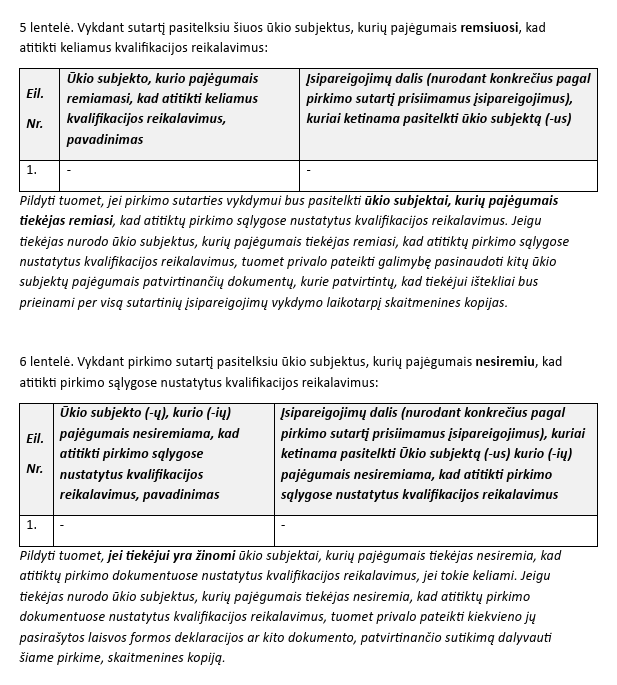 5 lentelė. Vykdant sutartį pasitelksiu šiuos ūkio subjektus, kurių pajėgumais remsiuosi, kad
atitikti keliamus kvalifikacijos reikalavimus:
Eil.
Nr.
Ūkio subjekto, kurio pajėgumais
remiamasi, kad atitikti keliamus
kvalifikacijos reikalavimus,
pavadinimas
Įsipareigojimų dalis (nurodant konkrečius pagal
pirkimo sutartį prisiimamus įsipareigojimus),
kuriai ketinama pasitelkti ūkio subjektą (-us)
1.
-
-
Pildyti tuomet, jei pirkimo sutarties vykdymui bus pasitelkti ūkio subjektai, kurių pajėgumais
tiekėjas remiasi, kad atitiktų pirkimo sąlygose nustatytus kvalifikacijos reikalavimus. Jeigu
tiekėjas nurodo ūkio subjektus, kurių pajėgumais tiekėjas remiasi, kad atitiktų pirkimo sąlygose
nustatytus kvalifikacijos reikalavimus, tuomet privalo pateikti galimybę pasinaudoti kitų ūkio
subjektų pajėgumais patvirtinančių dokumentų, kurie patvirtintų, kad tiekėjui ištekliai bus
prieinami per visą sutartinių įsipareigojimų vykdymo laikotarpį skaitmenines kopijas.
6 lentelė. Vykdant pirkimo sutartį pasitelksiu ūkio subjektus, kurių pajėgumais nesiremiu, kad
atitikti pirkimo sąlygose nustatytus kvalifikacijos reikalavimus:
Eil.
Nr.
Ūkio subjekto (-ų), kurio (-ių)
pajėgumais nesiremiama, kad
atitikti pirkimo sąlygose
nustatytus kvalifikacijos
reikalavimus, pavadinimas
Įsipareigojimų dalis (nurodant konkrečius pagal
pirkimo sutartį prisiimamus įsipareigojimus), kuriai
ketinama pasitelkti Ūkio subjektą (-us) kurio (-ių)
pajėgumais nesiremiama, kad atitikti pirkimo
sąlygose nustatytus kvalifikacijos reikalavimus
1.
-
-
Pildyti tuomet, jei tiekėjui yra žinomi ūkio subjektai, kurių pajėgumais tiekėjas nesiremia, kad
atitiktų pirkimo dokumentuose nustatytus kvalifikacijos reikalavimus, jei tokie keliami. Jeigu
tiekėjas nurodo ūkio subjektus, kurių pajėgumais tiekėjas nesiremia, kad atitiktų pirkimo
dokumentuose nustatytus kvalifikacijos reikalavimus, tuomet privalo pateikti kiekvieno jų
pasirašytos laisvos formos deklaracijos ar kito dokumento, patvirtinančio sutikimą dalyvauti
šiame pirkime, skaitmeninę kopiją.